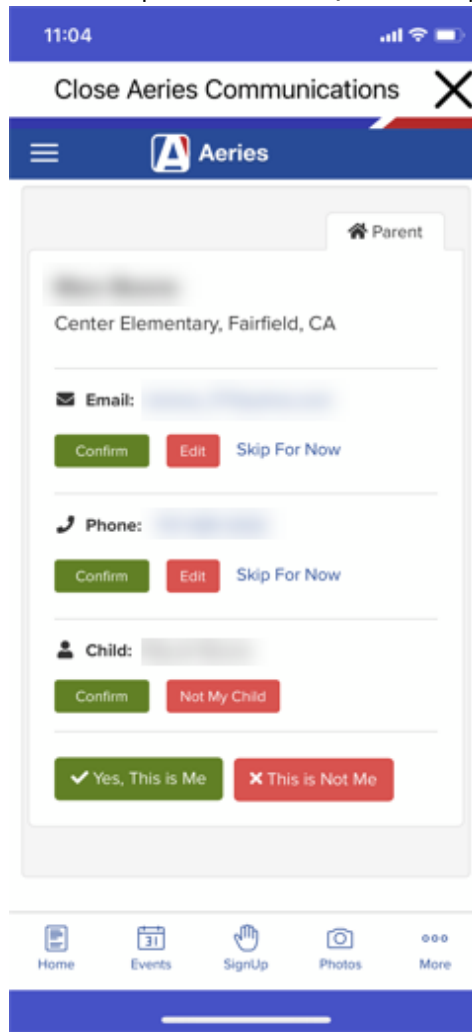 11:04
Close Aeries Communications
Aeries
Parent
Center Elementary, Fairfield, CA
Email:
Confirm Edit Skip For Now
Phone:
Confirm Edit Skip For Now
Child:
Confirm Not My Child
Yes, This is Me This is Not Me
31
Home Events SignUp Photos More